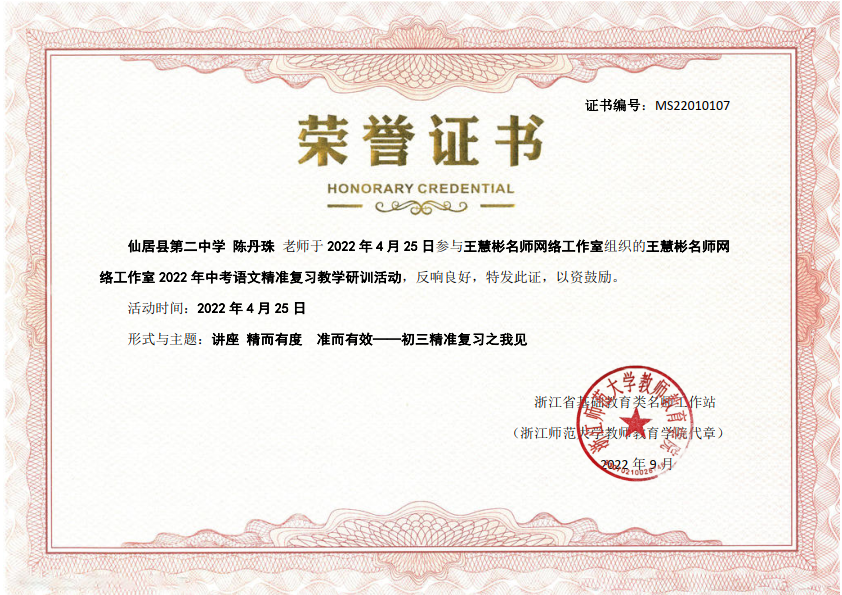 证书编号：MS22010107
荣誉证书
HONORARY CREDENTIAL
仙居县第二中学 陈丹珠 老师于 2022 年 4 月 25 日参与王慧彬名师网络工作室组织的王慧彬名师网
络工作室 2022 年中考语文精准复习教学研训活动，反响良好，特发此证，以资鼓励。
活动时间：2022 年 4 月 25 日
形式与主题：讲座 精而有度　准而有效——初三精准复习之我见
浙江省基础教育类名师工作站
（浙江师范大学教师教育学院代章）
2022 年 9 月
浙江师范大学教师教育学院